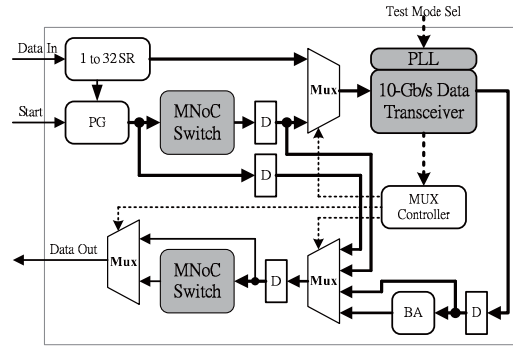 Test Mode Sel
Data In
1 to 32 SR
PLL
10-Gb/s Data
Transceiver
Mux
Start
PG
MNoC
Switch
D
D
MUX
Controller
Data Out
Mux
MNoC
Switch
D
Mux
BA
D